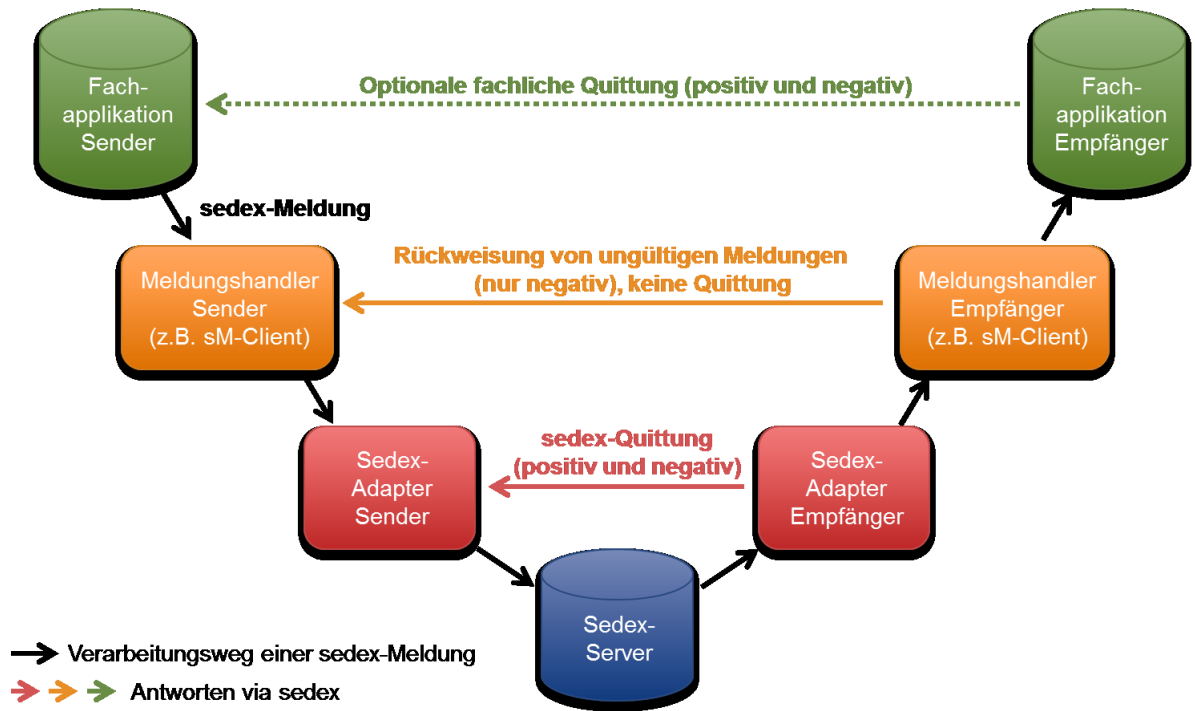 Fach-
applikation
Sender
Optionale fachliche Quittung (positiv und negativ)
Fach-
applikation
Empfänger
sedex-Meldung
Meldungshandler
Sender
(z.B. sM-Client)
Rückweisung von ungültigen Meldungen
(nur negativ), keine Quittung
Meldungshandler
Empfänger
(z.B. sM-Client)
Sedex-
Adapter
Sender
sedex-Quittung
(positiv und negativ)
Sedex-
Adapter
Empfänger
Sedex-
Server
Verarbeitungsweg einer sedex-Meldung
Antworten via sedex